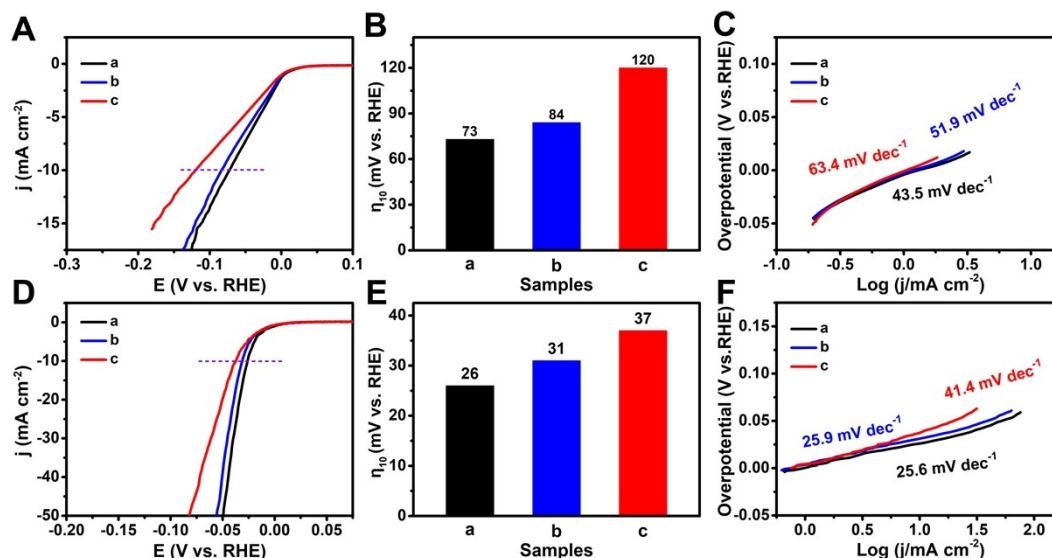 A
j (mA cm⁻²)
0
-5
-10
-15
a
b
c
-0.3
-0.2
-0.1
0.0
0.1
E (V vs. RHE)
B
η₁₀ (mV vs. RHE)
120
90
60
30
0
73
84
120
a
b
c
Samples
C
Overpotential (V vs.RHE)
0.10
0.05
0.00
-0.05
a
b
c
51.9 mV dec⁻¹
63.4 mV dec⁻¹
43.5 mV dec⁻¹
-1.0
-0.5
0.0
0.5
1.0
Log (j/mA cm⁻²)
D
j (mA cm⁻²)
0
-10
-20
-30
-40
-50
a
b
c
-0.20
-0.15
-0.10
-0.05
0.00
0.05
E (V vs. RHE)
E
η₁₀ (mV vs. RHE)
40
30
20
10
0
26
31
37
a
b
c
Samples
F
Overpotential (V vs.RHE)
0.15
0.10
0.05
0.00
-0.05
a
b
c
41.4 mV dec⁻¹
25.9 mV dec⁻¹
25.6 mV dec⁻¹
0.0
0.5
1.0
1.5
2.0
Log (j/mA cm⁻²)